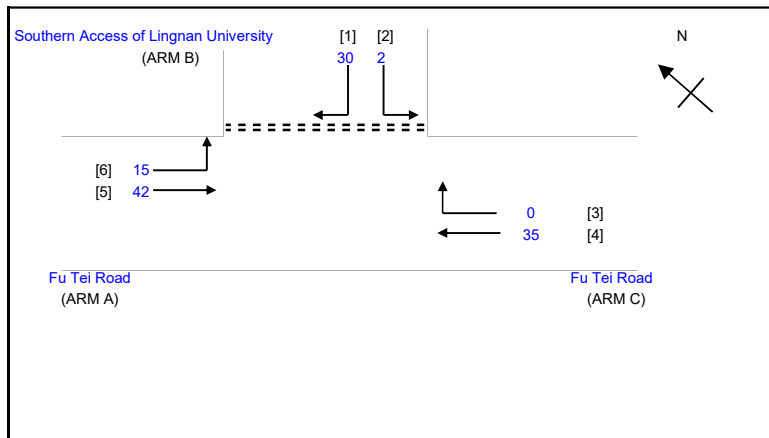 Southern Access of Lingnan University [1] [2] N
(ARM B) 30 2
[6] 15
[5] 42
0 [3]
35 [4]
Fu Tei Road Fu Tei Road
(ARM A) (ARM C)